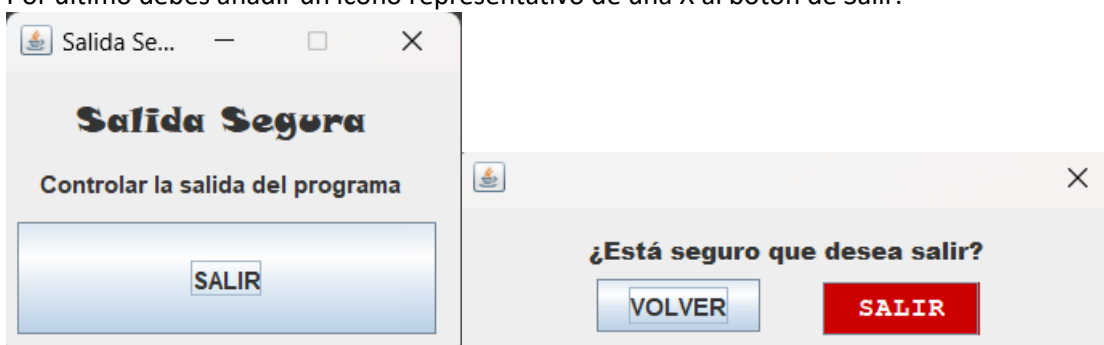 Por último debes añadir un icono representativo de una X al botón de Salir.
Salida Se...
Salida Segura
Controlar la salida del programa
SALIR
¿Está seguro que desea salir?
VOLVER
SALIR